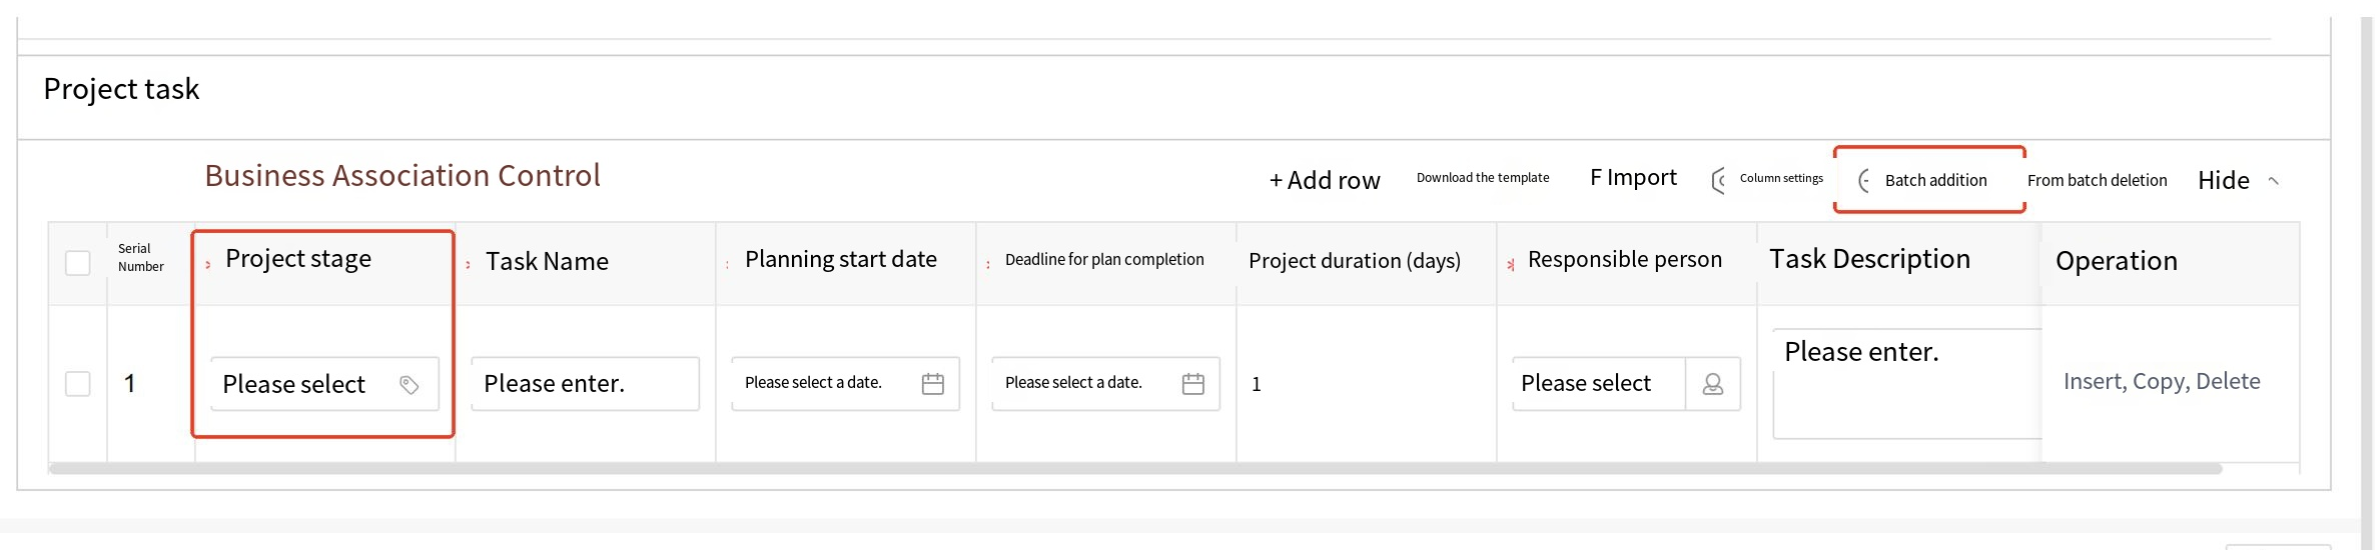 Project task
Business Association Control
+ Add row Download the template F Import Column settings Batch addition From batch deletion Hide
Serial Number * Project stage * Task Name * Planning start date * Deadline for plan completion Project duration (days) * Responsible person Task Description Operation
1 Please select Please enter. Please select a date. Please select a date. 1 Please select Please enter. Insert, Copy, Delete